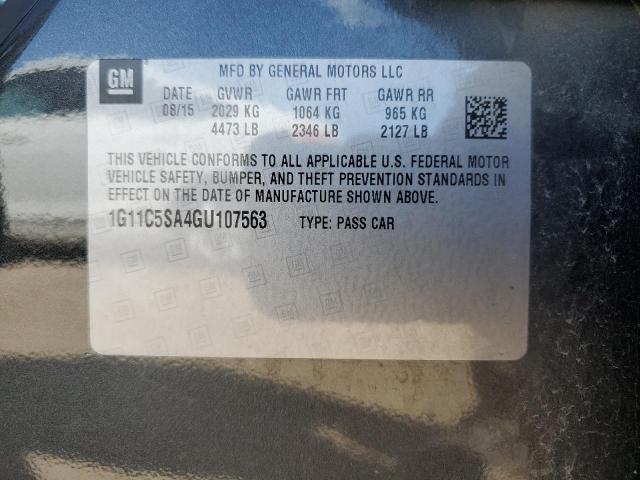 GM
MFD BY GENERAL MOTORS LLC
DATE GVWR GAWR FRT GAWR RR
08/15 2029 KG 1064 KG 965 KG
4473 LB 2346 LB 2127 LB
THIS VEHICLE CONFORMS TO ALL APPLICABLE U.S. FEDERAL MOTOR
VEHICLE SAFETY, BUMPER, AND THEFT PREVENTION STANDARDS IN
EFFECT ON THE DATE OF MANUFACTURE SHOWN ABOVE.
1G11C5SA4GU107563 TYPE: PASS CAR